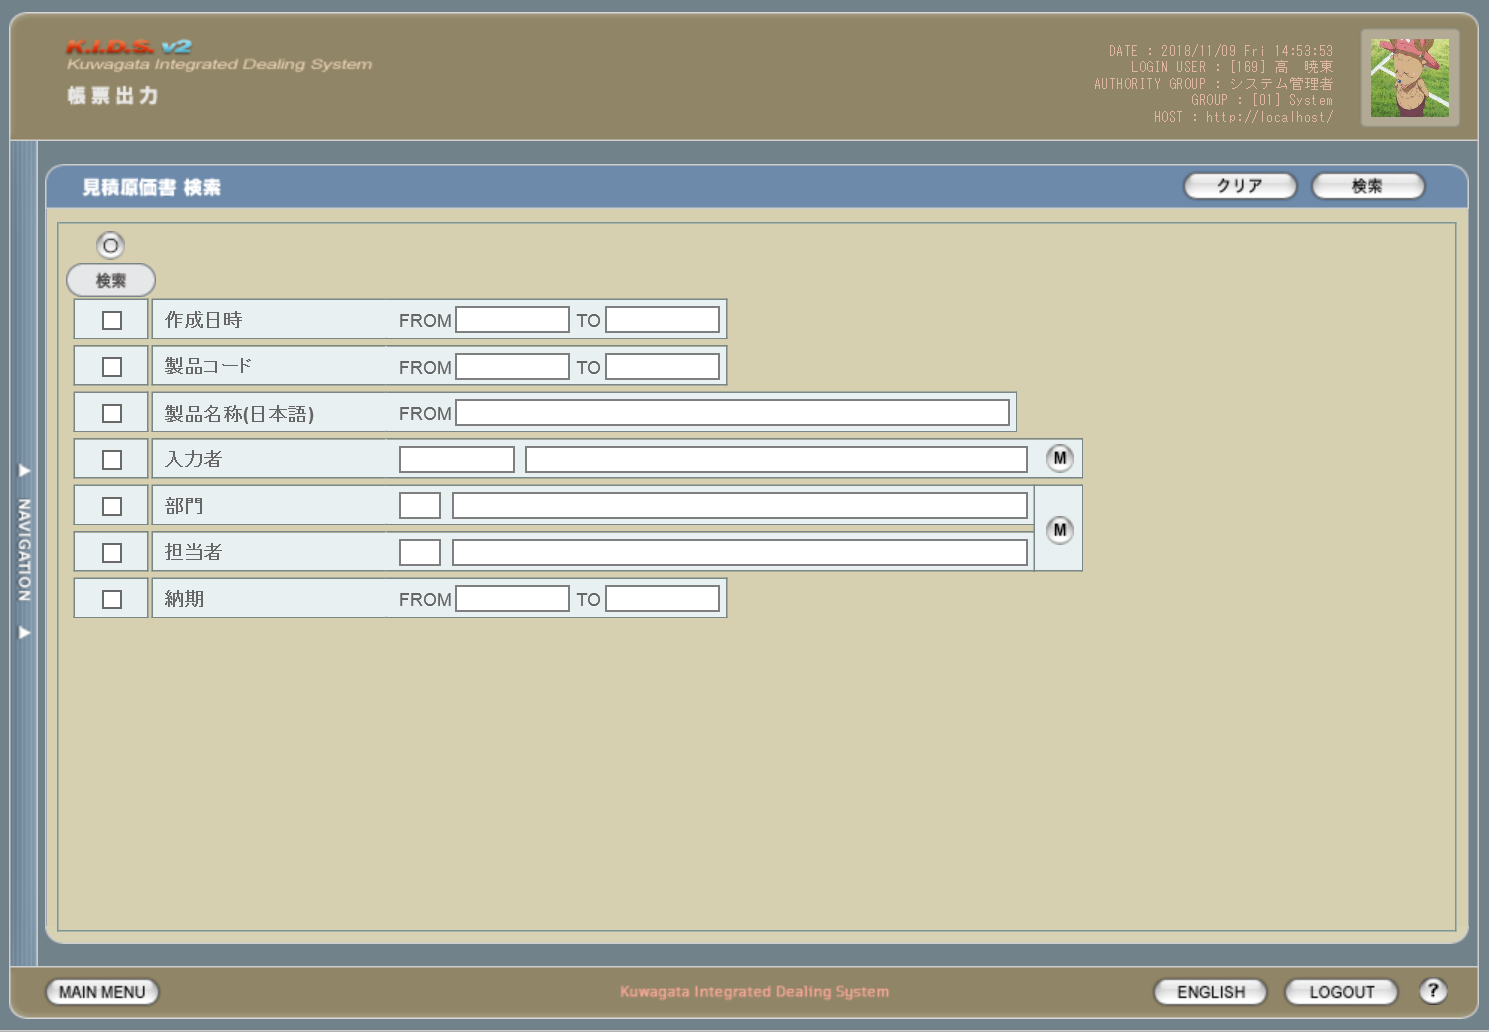 K.I.D.S. v2
Kuwagata Integrated Dealing System
帳票出力
DATE : 2018/11/09 Fri 14:53:53
LOGIN USER : [169] 高　暁東
AUTHORITY GROUP : システム管理者
GROUP : [01] System
HOST : http://localhost/
見積原価書 検索
クリア
検索
検索
作成日時 FROM TO
製品コード FROM TO
製品名称(日本語) FROM
入力者 M
部門
M
担当者
納期 FROM TO
NAVIGATION
MAIN MENU
Kuwagata Integrated Dealing System
ENGLISH
LOGOUT
?